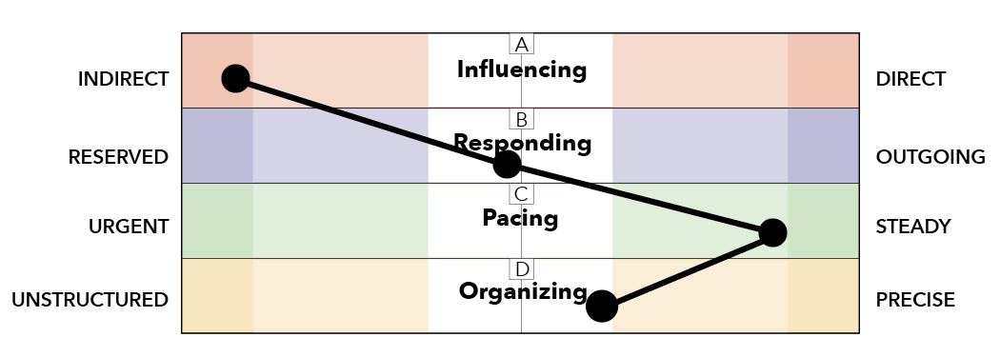 A
Influencing
INDIRECT
DIRECT
B
Responding
RESERVED
OUTGOING
C
Pacing
URGENT
STEADY
D
Organizing
UNSTRUCTURED
PRECISE